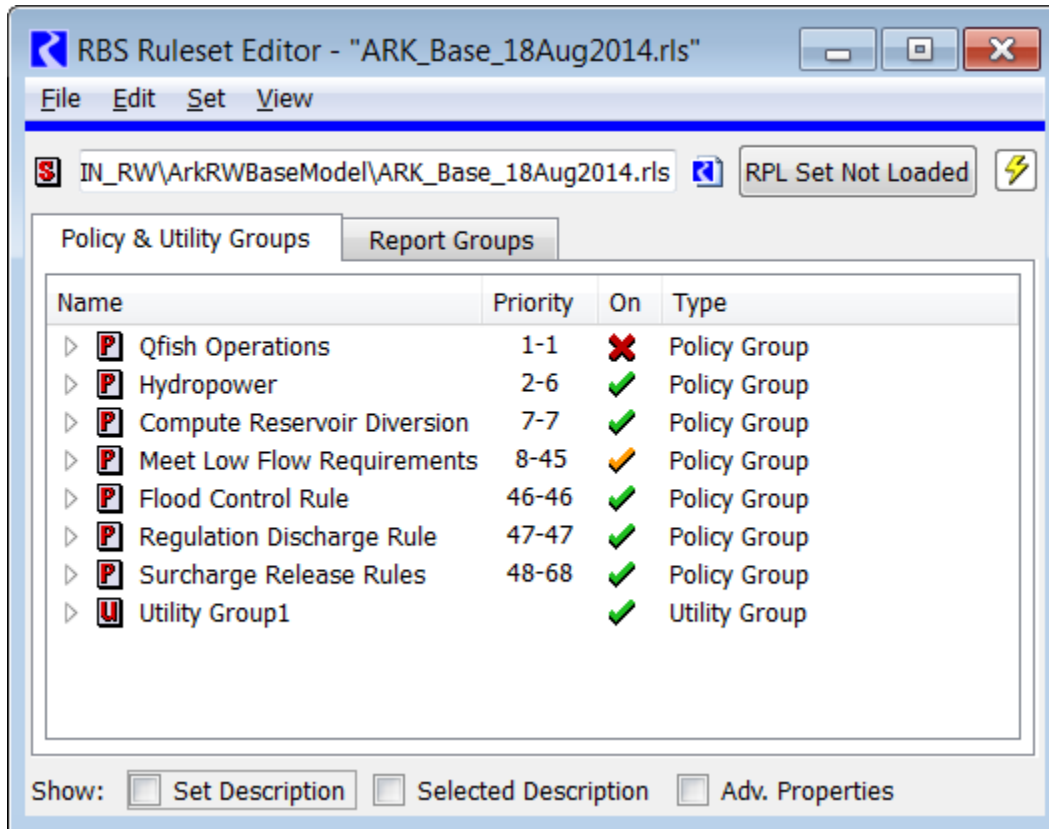 RBS Ruleset Editor - "ARK_Base_18Aug2014.rls"
File Edit Set View
S IN_RW\ArkRWBaseModel\ARK_Base_18Aug2014.rls RPL Set Not Loaded
Policy & Utility Groups Report Groups
Name Priority On Type
P Qfish Operations 1-1 Policy Group
P Hydropower 2-6 Policy Group
P Compute Reservoir Diversion 7-7 Policy Group
P Meet Low Flow Requirements 8-45 Policy Group
P Flood Control Rule 46-46 Policy Group
P Regulation Discharge Rule 47-47 Policy Group
P Surcharge Release Rules 48-68 Policy Group
U Utility Group1 Utility Group
Show: Set Description Selected Description Adv. Properties